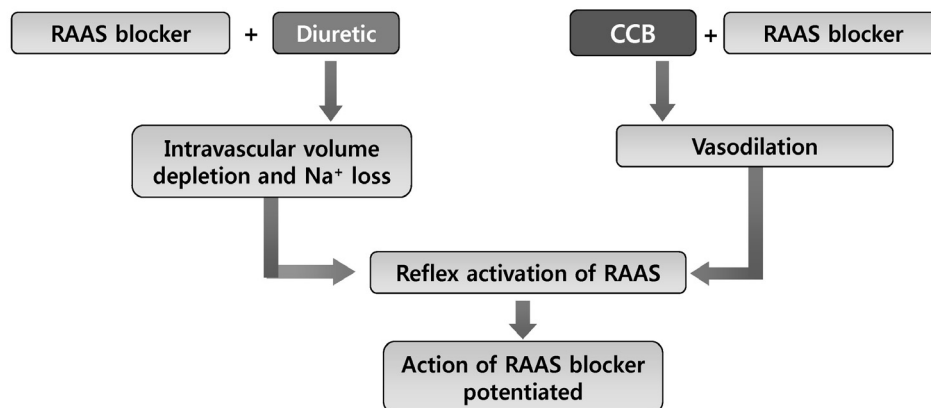 RAAS blocker + Diuretic
CCB + RAAS blocker
Intravascular volume
depletion and Na⁺ loss
Vasodilation
Reflex activation of RAAS
Action of RAAS blocker
potentiated